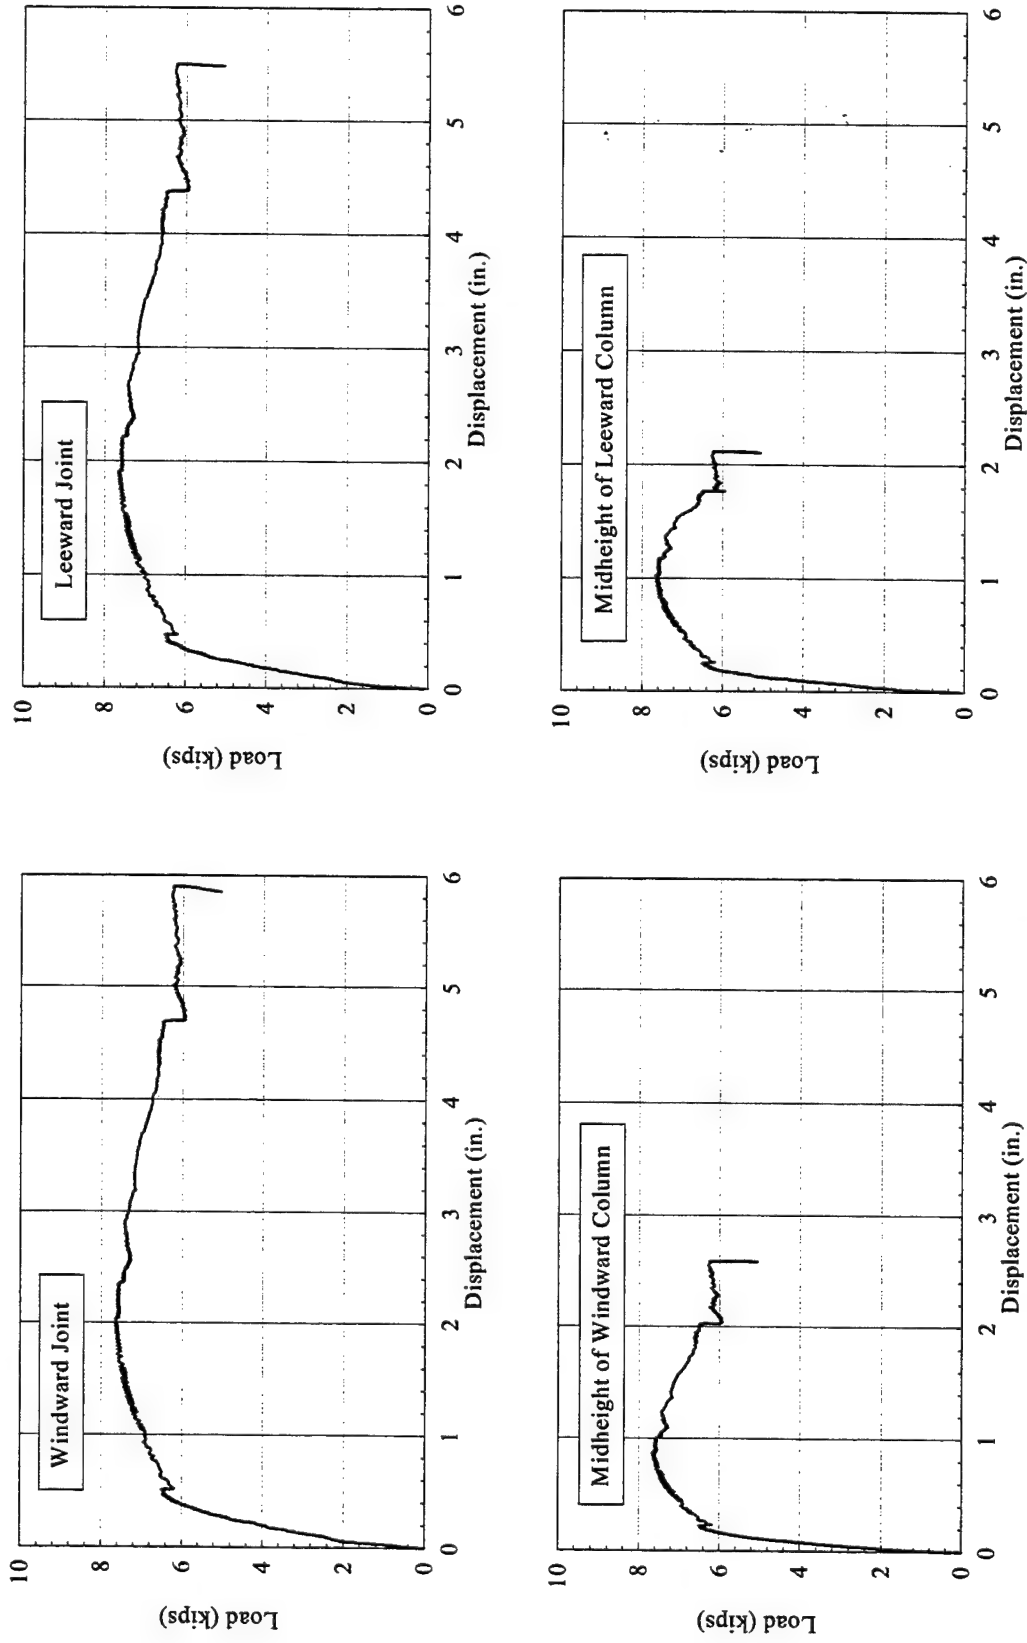 Windward Joint
10
8
6
4
2
0
Load (kips)
0 1 2 3 4 5 6
Displacement (in.)
Leeward Joint
10
8
6
4
2
0
Load (kips)
0 1 2 3 4 5 6
Displacement (in.)
Midheight of Windward Column
10
8
6
4
2
0
Load (kips)
0 1 2 3 4 5 6
Displacement (in.)
Midheight of Leeward Column
10
8
6
4
2
0
Load (kips)
0 1 2 3 4 5 6
Displacement (in.)